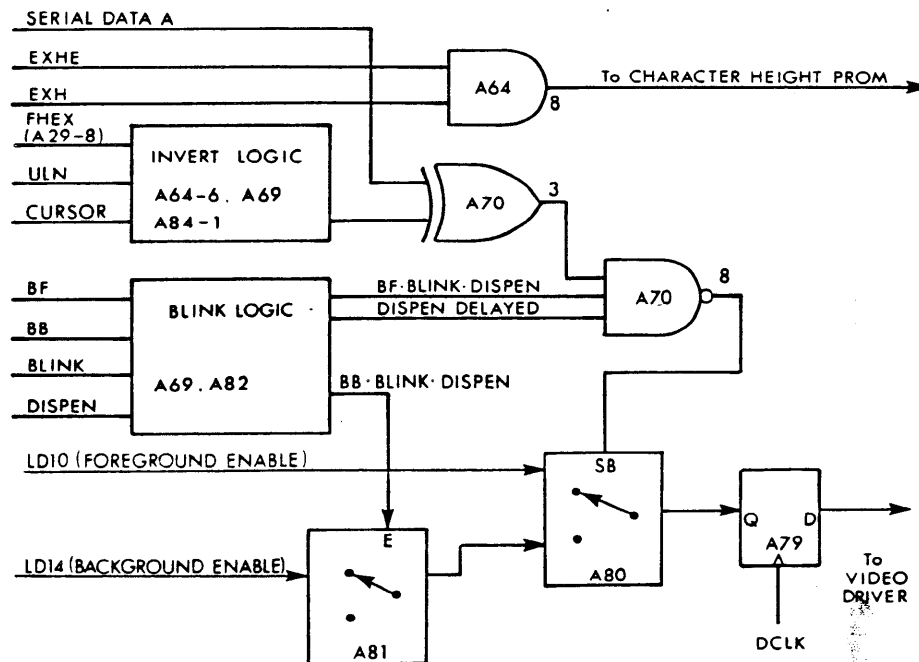 SERIAL DATA A
EXHE
A64
To CHARACTER HEIGHT PROM
8
EXH
FHEX
(A29-8)
INVERT LOGIC
ULN
A64-6. A69
CURSOR
A84-1
A70
3
BF
BLINK LOGIC
BF·BLINK·DISPEN
DISPEN DELAYED
A70
8
BB
BLINK
A69. A82
BB·BLINK·DISPEN
DISPEN
LD10 (FOREGROUND ENABLE)
SB
Q D
A79
E
LD14 (BACKGROUND ENABLE)
A80
To
VIDEO
DRIVER
A81
DCLK